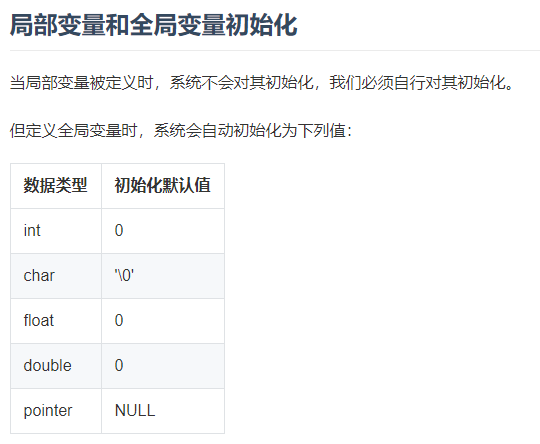 局部变量和全局变量初始化
当局部变量被定义时，系统不会对其初始化，我们必须自行对其初始化。
但定义全局变量时，系统会自动初始化为下列值：
数据类型 初始化默认值
int 0
char '\0'
float 0
double 0
pointer NULL